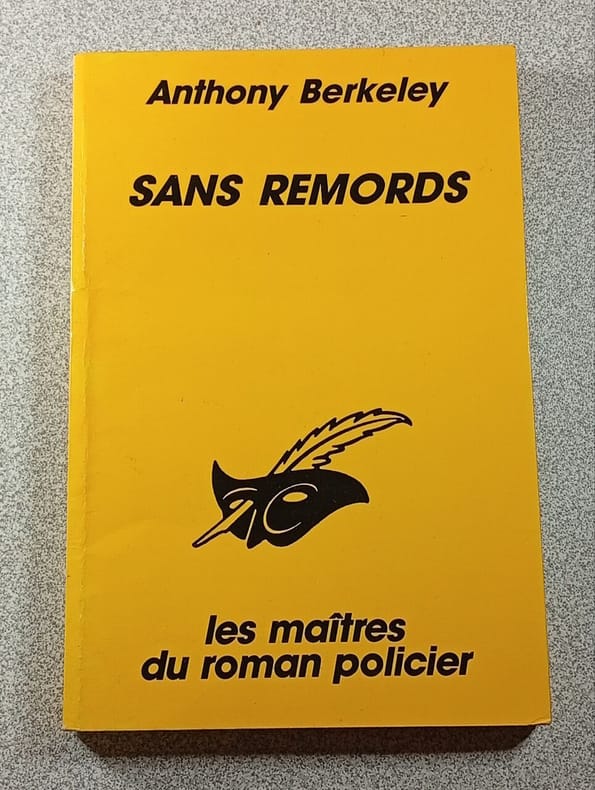 Anthony Berkeley
SANS REMORDS
les maîtres
du roman policier